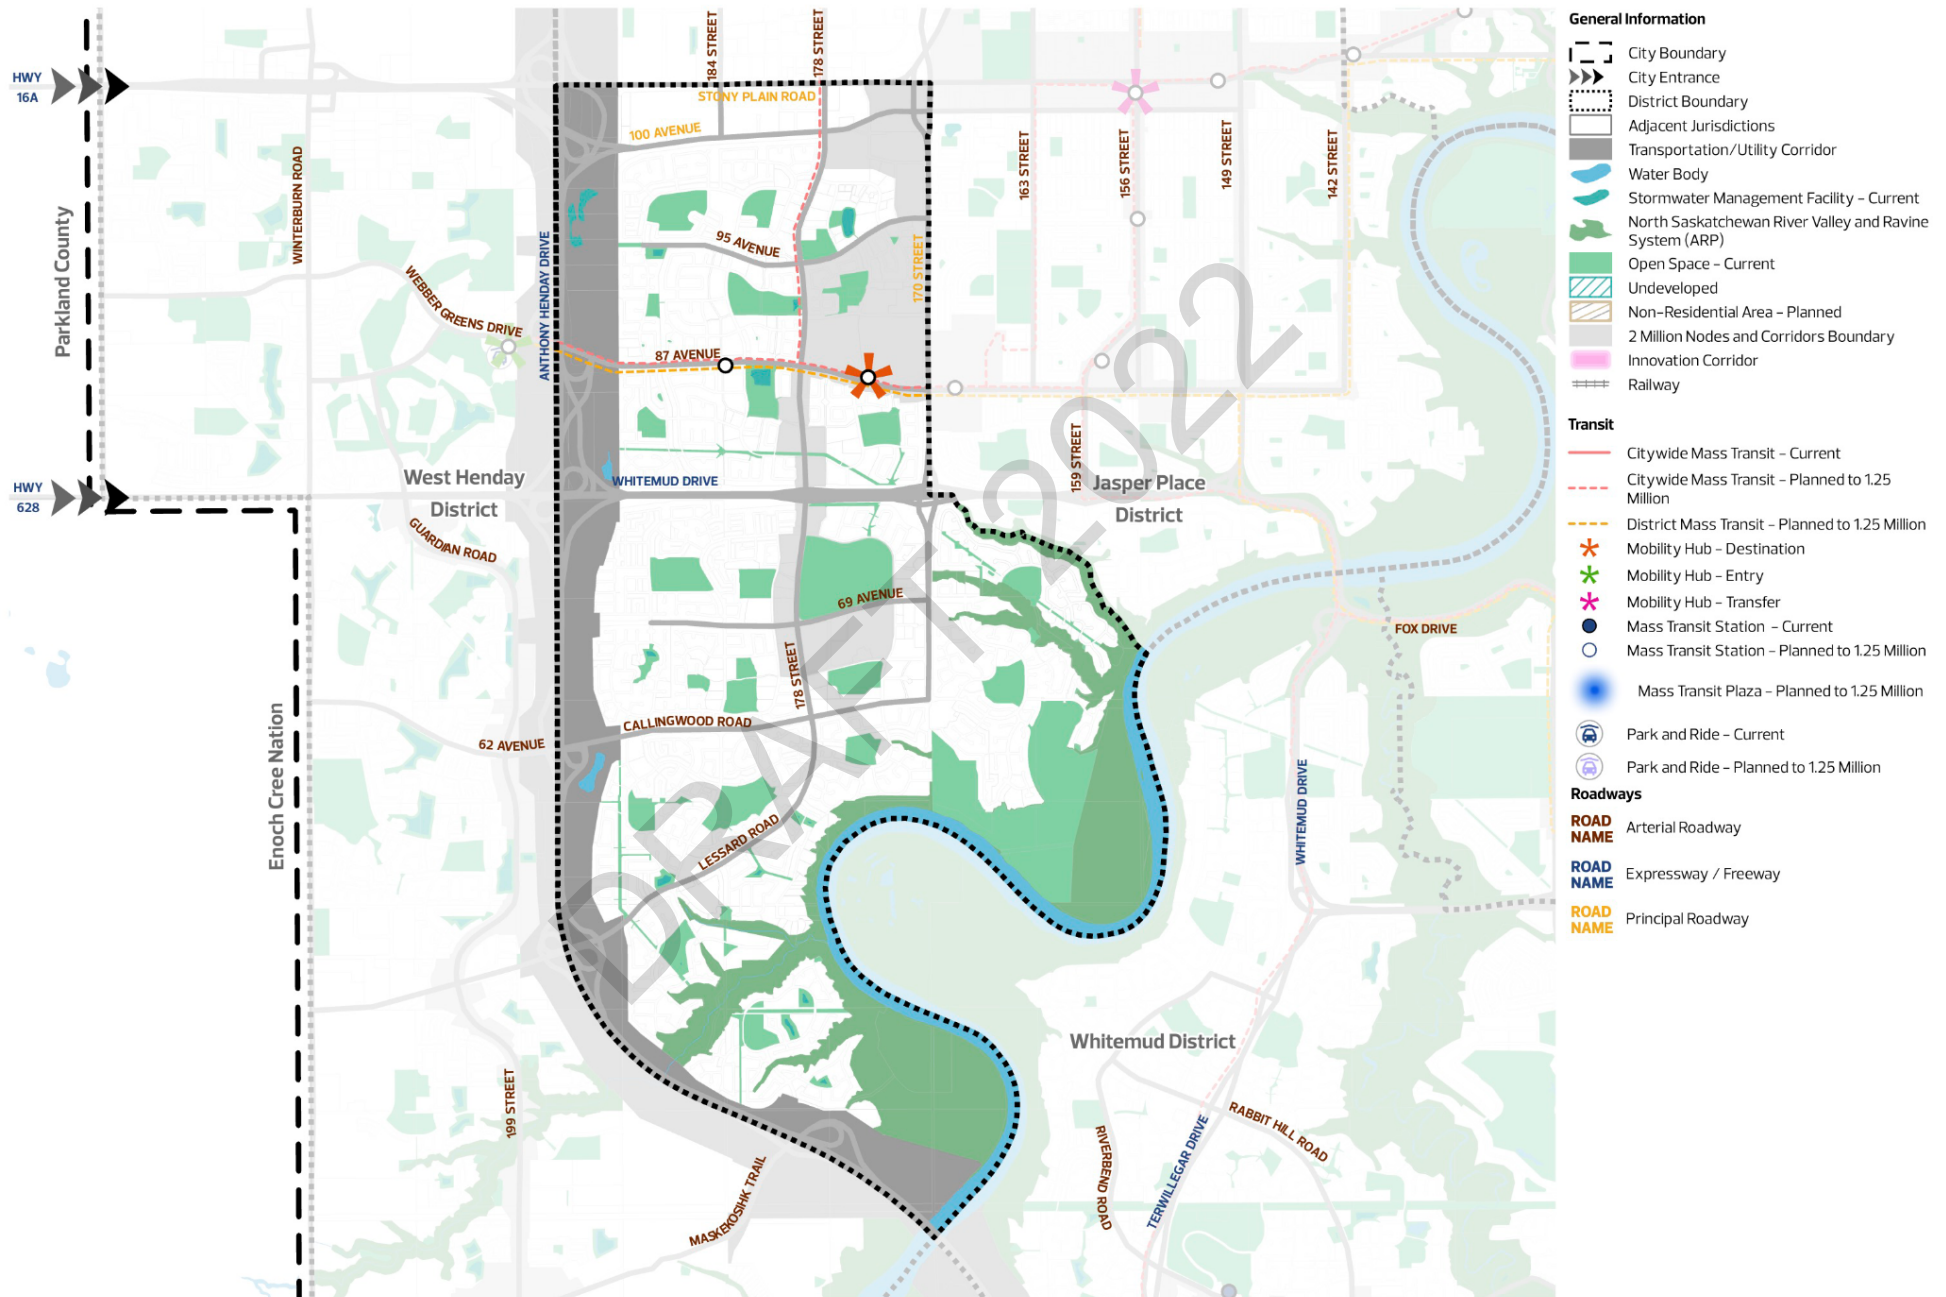 184 STREET
178 STREET
HWY
16A
STONY PLAIN ROAD
100 AVENUE
WINTERBURN ROAD
163 STREET
156 STREET
149 STREET
142 STREET
Parkland County
ANTHONY HENDAY DRIVE
95 AVENUE
170 STREET
WEBBER GREENS DRIVE
87 AVENUE
159 STREET
West Henday
District
WHITEMUD DRIVE
Jasper Place
District
HWY
628
GUARDIAN ROAD
69 AVENUE
FOX DRIVE
178 STREET
CALLINGWOOD ROAD
62 AVENUE
Enoch Cree Nation
WHITEMUD DRIVE
LESSARD ROAD
DRAFT 2022
Whitemud District
199 STREET
RABBIT HILL ROAD
RIVERBEND ROAD
TERWILLEGAR DRIVE
MASKEKOSIHK TRAIL
General Information
City Boundary
City Entrance
District Boundary
Adjacent Jurisdictions
Transportation/Utility Corridor
Water Body
Stormwater Management Facility – Current
North Saskatchewan River Valley and Ravine
System (ARP)
Open Space – Current
Undeveloped
Non-Residential Area – Planned
2 Million Nodes and Corridors Boundary
Innovation Corridor
Railway
Transit
Citywide Mass Transit – Current
Citywide Mass Transit – Planned to 1.25
Million
District Mass Transit – Planned to 1.25 Million
Mobility Hub – Destination
Mobility Hub – Entry
Mobility Hub – Transfer
Mass Transit Station – Current
Mass Transit Station – Planned to 1.25 Million
Mass Transit Plaza – Planned to 1.25 Million
Park and Ride – Current
Park and Ride – Planned to 1.25 Million
Roadways
ROAD
NAME
Arterial Roadway
ROAD
NAME
Expressway / Freeway
ROAD
NAME
Principal Roadway